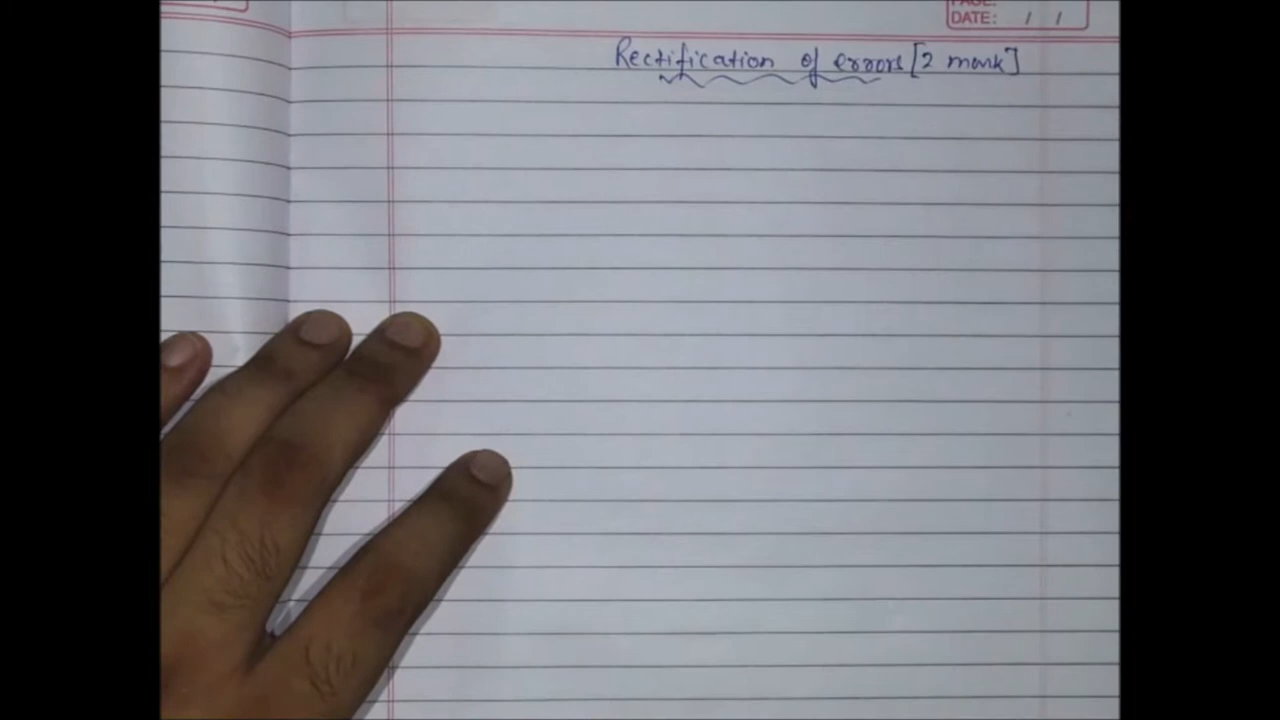 DATE: / /
Rectification of errors [2 mark]